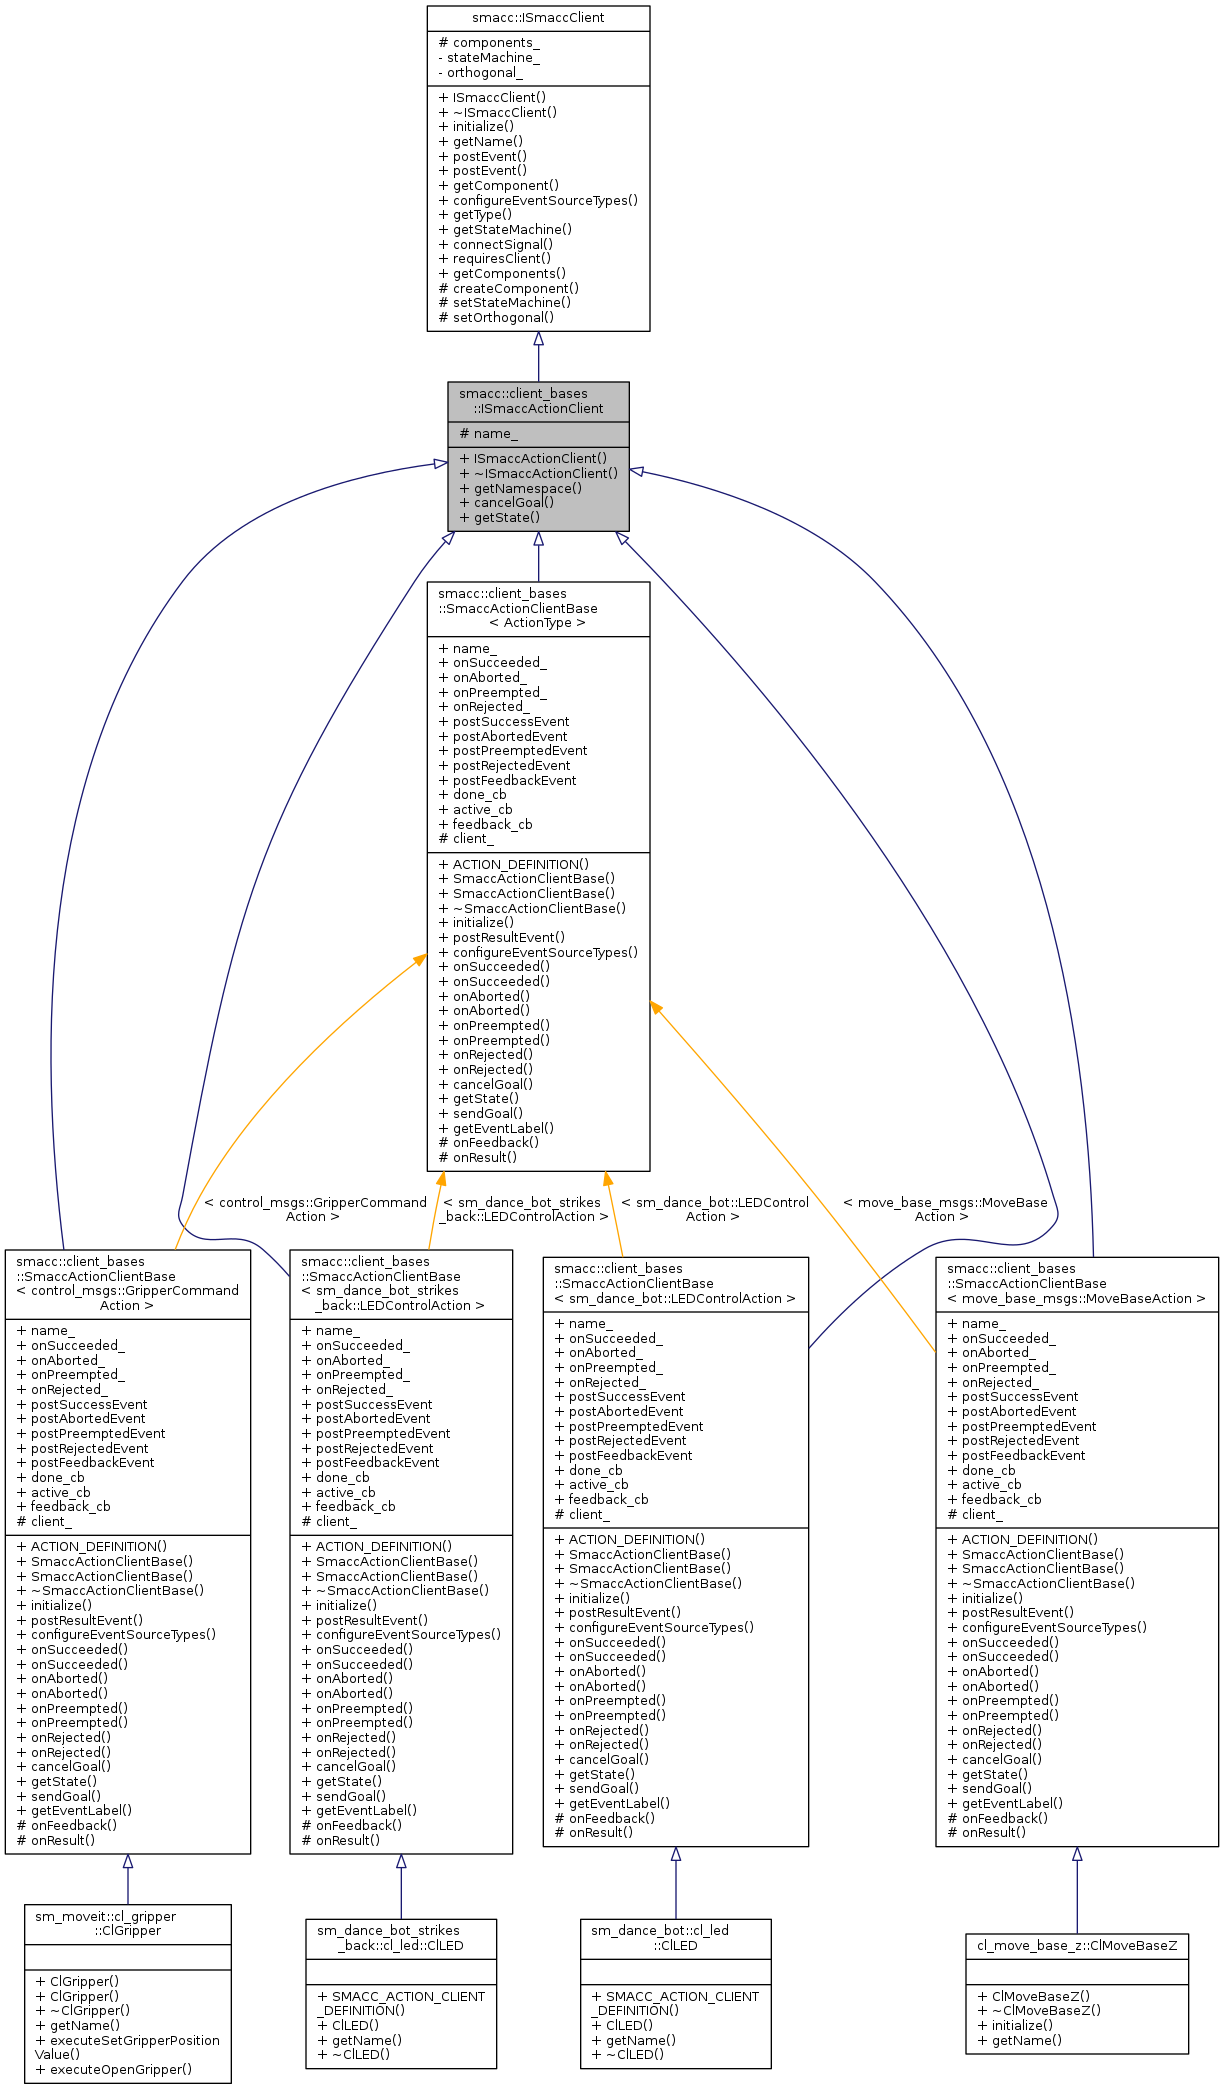 smacc::ISmaccClient
# components_
- stateMachine_
- orthogonal_
+ ISmaccClient()
+ ~ISmaccClient()
+ initialize()
+ getName()
+ postEvent()
+ postEvent()
+ getComponent()
+ configureEventSourceTypes()
+ getType()
+ getStateMachine()
+ connectSignal()
+ requiresClient()
+ getComponents()
# createComponent()
# setStateMachine()
# setOrthogonal()
smacc::client_bases
::ISmaccActionClient
# name_
+ ISmaccActionClient()
+ ~ISmaccActionClient()
+ getNamespace()
+ cancelGoal()
+ getState()
smacc::client_bases
::SmaccActionClientBase
< ActionType >
+ name_
+ onSucceeded_
+ onAborted_
+ onPreempted_
+ onRejected_
+ postSuccessEvent
+ postAbortedEvent
+ postPreemptedEvent
+ postRejectedEvent
+ postFeedbackEvent
+ done_cb
+ active_cb
+ feedback_cb
# client_
+ ACTION_DEFINITION()
+ SmaccActionClientBase()
+ SmaccActionClientBase()
+ ~SmaccActionClientBase()
+ initialize()
+ postResultEvent()
+ configureEventSourceTypes()
+ onSucceeded()
+ onSucceeded()
+ onAborted()
+ onAborted()
+ onPreempted()
+ onPreempted()
+ onRejected()
+ onRejected()
+ cancelGoal()
+ getState()
+ sendGoal()
+ getEventLabel()
# onFeedback()
# onResult()
< control_msgs::GripperCommand
Action >
< sm_dance_bot_strikes
_back::LEDControlAction >
< sm_dance_bot::LEDControl
Action >
< move_base_msgs::MoveBase
Action >
smacc::client_bases
::SmaccActionClientBase
< control_msgs::GripperCommand
Action >
+ name_
+ onSucceeded_
+ onAborted_
+ onPreempted_
+ onRejected_
+ postSuccessEvent
+ postAbortedEvent
+ postPreemptedEvent
+ postRejectedEvent
+ postFeedbackEvent
+ done_cb
+ active_cb
+ feedback_cb
# client_
+ ACTION_DEFINITION()
+ SmaccActionClientBase()
+ SmaccActionClientBase()
+ ~SmaccActionClientBase()
+ initialize()
+ postResultEvent()
+ configureEventSourceTypes()
+ onSucceeded()
+ onSucceeded()
+ onAborted()
+ onAborted()
+ onPreempted()
+ onPreempted()
+ onRejected()
+ onRejected()
+ cancelGoal()
+ getState()
+ sendGoal()
+ getEventLabel()
# onFeedback()
# onResult()
smacc::client_bases
::SmaccActionClientBase
< sm_dance_bot_strikes
_back::LEDControlAction >
+ name_
+ onSucceeded_
+ onAborted_
+ onPreempted_
+ onRejected_
+ postSuccessEvent
+ postAbortedEvent
+ postPreemptedEvent
+ postRejectedEvent
+ postFeedbackEvent
+ done_cb
+ active_cb
+ feedback_cb
# client_
+ ACTION_DEFINITION()
+ SmaccActionClientBase()
+ SmaccActionClientBase()
+ ~SmaccActionClientBase()
+ initialize()
+ postResultEvent()
+ configureEventSourceTypes()
+ onSucceeded()
+ onSucceeded()
+ onAborted()
+ onAborted()
+ onPreempted()
+ onPreempted()
+ onRejected()
+ onRejected()
+ cancelGoal()
+ getState()
+ sendGoal()
+ getEventLabel()
# onFeedback()
# onResult()
smacc::client_bases
::SmaccActionClientBase
< sm_dance_bot::LEDControlAction >
+ name_
+ onSucceeded_
+ onAborted_
+ onPreempted_
+ onRejected_
+ postSuccessEvent
+ postAbortedEvent
+ postPreemptedEvent
+ postRejectedEvent
+ postFeedbackEvent
+ done_cb
+ active_cb
+ feedback_cb
# client_
+ ACTION_DEFINITION()
+ SmaccActionClientBase()
+ SmaccActionClientBase()
+ ~SmaccActionClientBase()
+ initialize()
+ postResultEvent()
+ configureEventSourceTypes()
+ onSucceeded()
+ onSucceeded()
+ onAborted()
+ onAborted()
+ onPreempted()
+ onPreempted()
+ onRejected()
+ onRejected()
+ cancelGoal()
+ getState()
+ sendGoal()
+ getEventLabel()
# onFeedback()
# onResult()
smacc::client_bases
::SmaccActionClientBase
< move_base_msgs::MoveBaseAction >
+ name_
+ onSucceeded_
+ onAborted_
+ onPreempted_
+ onRejected_
+ postSuccessEvent
+ postAbortedEvent
+ postPreemptedEvent
+ postRejectedEvent
+ postFeedbackEvent
+ done_cb
+ active_cb
+ feedback_cb
# client_
+ ACTION_DEFINITION()
+ SmaccActionClientBase()
+ SmaccActionClientBase()
+ ~SmaccActionClientBase()
+ initialize()
+ postResultEvent()
+ configureEventSourceTypes()
+ onSucceeded()
+ onSucceeded()
+ onAborted()
+ onAborted()
+ onPreempted()
+ onPreempted()
+ onRejected()
+ onRejected()
+ cancelGoal()
+ getState()
+ sendGoal()
+ getEventLabel()
# onFeedback()
# onResult()
sm_moveit::cl_gripper
::ClGripper
+ ClGripper()
+ ClGripper()
+ ~ClGripper()
+ getName()
+ executeSetGripperPosition
Value()
+ executeOpenGripper()
sm_dance_bot_strikes
_back::cl_led::ClLED
+ SMACC_ACTION_CLIENT
_DEFINITION()
+ ClLED()
+ getName()
+ ~ClLED()
sm_dance_bot::cl_led
::ClLED
+ SMACC_ACTION_CLIENT
_DEFINITION()
+ ClLED()
+ getName()
+ ~ClLED()
cl_move_base_z::ClMoveBaseZ
+ ClMoveBaseZ()
+ ~ClMoveBaseZ()
+ initialize()
+ getName()